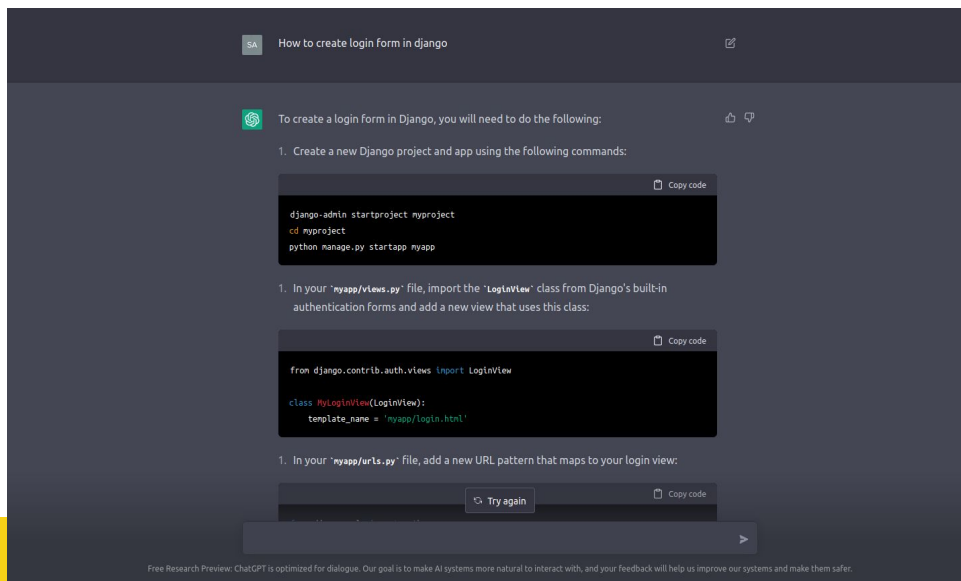 SA
How to create login form in django
To create a login form in Django, you will need to do the following:
1. Create a new Django project and app using the following commands:
Copy code
django-admin startproject myproject
cd myproject
python manage.py startapp myapp
1. In your `myapp/views.py` file, import the `LoginView` class from Django's built-in
authentication forms and add a new view that uses this class:
Copy code
from django.contrib.auth.views import LoginView
class MyLoginView(LoginView):
template_name = 'myapp/login.html'
1. In your `myapp/urls.py` file, add a new URL pattern that maps to your login view:
Copy code
Try again
Free Research Preview: ChatGPT is optimized for dialogue. Our goal is to make AI systems more natural to interact with, and your feedback will help us improve our systems and make them safer.